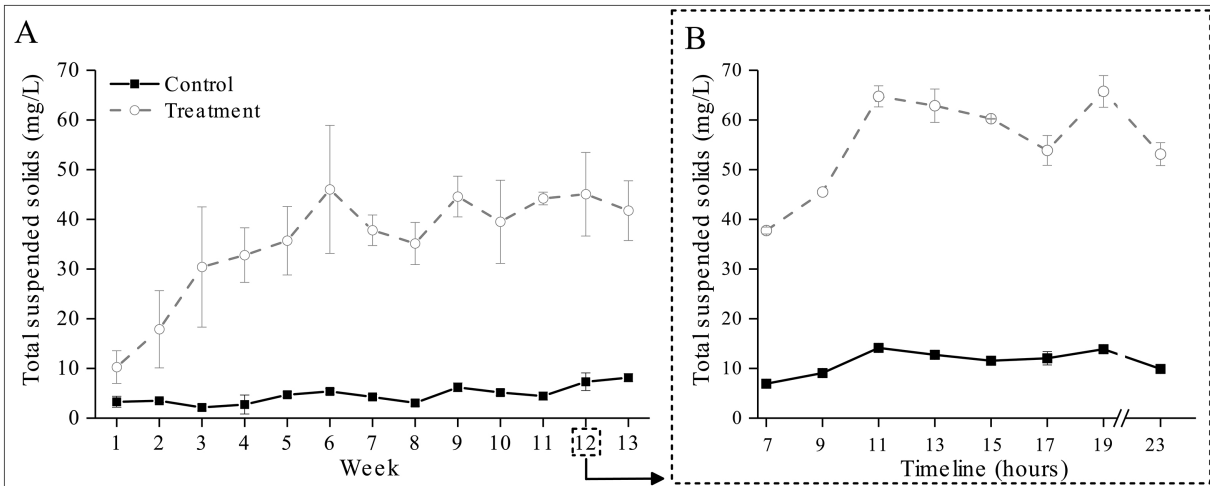 A
Total suspended solids (mg/L)
70
60
50
40
30
20
10
0
Control
Treatment
1 2 3 4 5 6 7 8 9 10 11 12 13
Week
B
Total suspended solids (mg/L)
70
60
50
40
30
20
10
0
7 9 11 13 15 17 19 23
Timeline (hours)